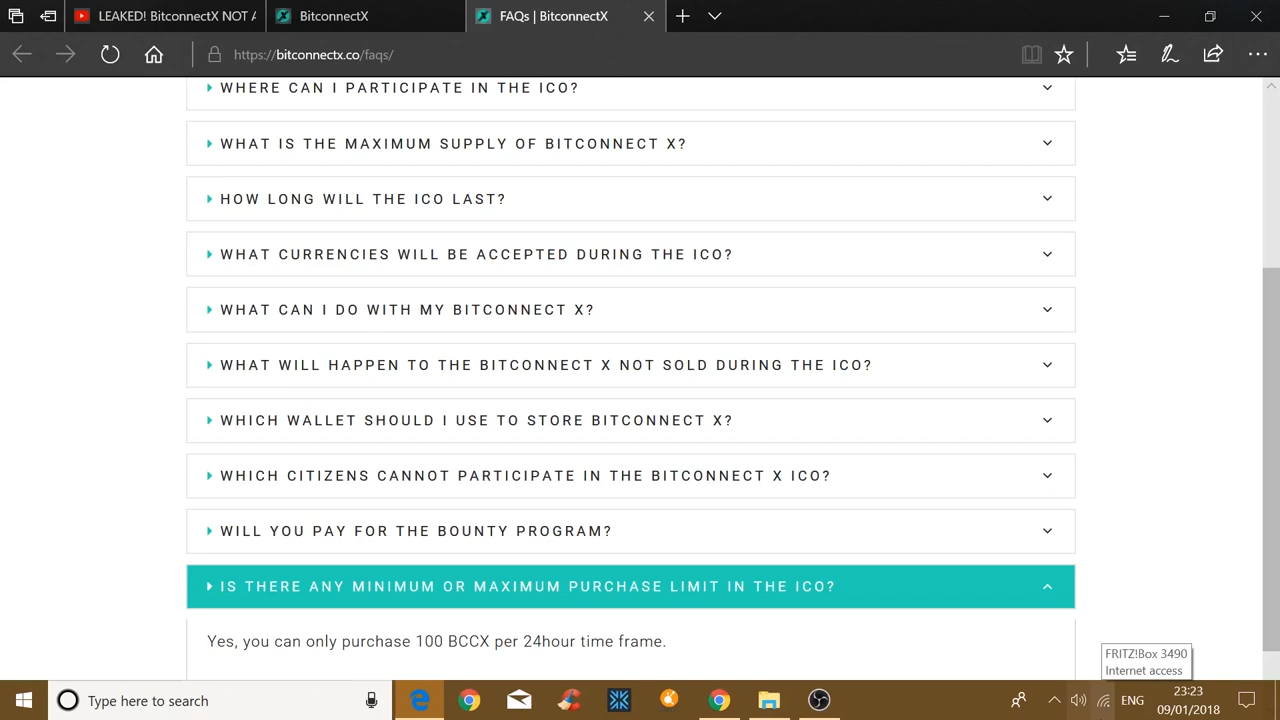 LEAKED! BitconnectX NOT A
BitconnectX
FAQs | BitconnectX
https://bitconnectx.co/faqs/
WHERE CAN I PARTICIPATE IN THE ICO?
WHAT IS THE MAXIMUM SUPPLY OF BITCONNECT X?
HOW LONG WILL THE ICO LAST?
WHAT CURRENCIES WILL BE ACCEPTED DURING THE ICO?
WHAT CAN I DO WITH MY BITCONNECT X?
WHAT WILL HAPPEN TO THE BITCONNECT X NOT SOLD DURING THE ICO?
WHICH WALLET SHOULD I USE TO STORE BITCONNECT X?
WHICH CITIZENS CANNOT PARTICIPATE IN THE BITCONNECT X ICO?
WILL YOU PAY FOR THE BOUNTY PROGRAM?
IS THERE ANY MINIMUM OR MAXIMUM PURCHASE LIMIT IN THE ICO?
Yes, you can only purchase 100 BCCX per 24hour time frame.
FRITZ!Box 3490
Internet access
Type here to search
ENG
23:23
09/01/2018